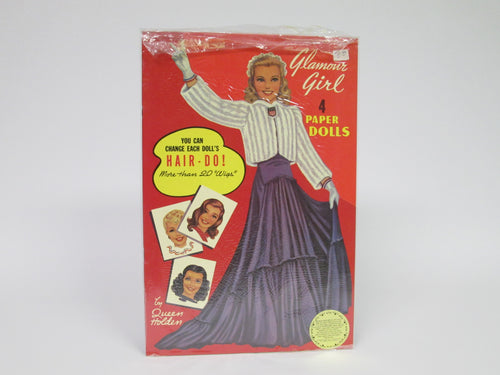 Glamour
Girl
4
PAPER
DOLLS
YOU CAN
CHANGE EACH DOLL'S
HAIR-DO!
More than 20 "Wigs"
by
Queen
Holden